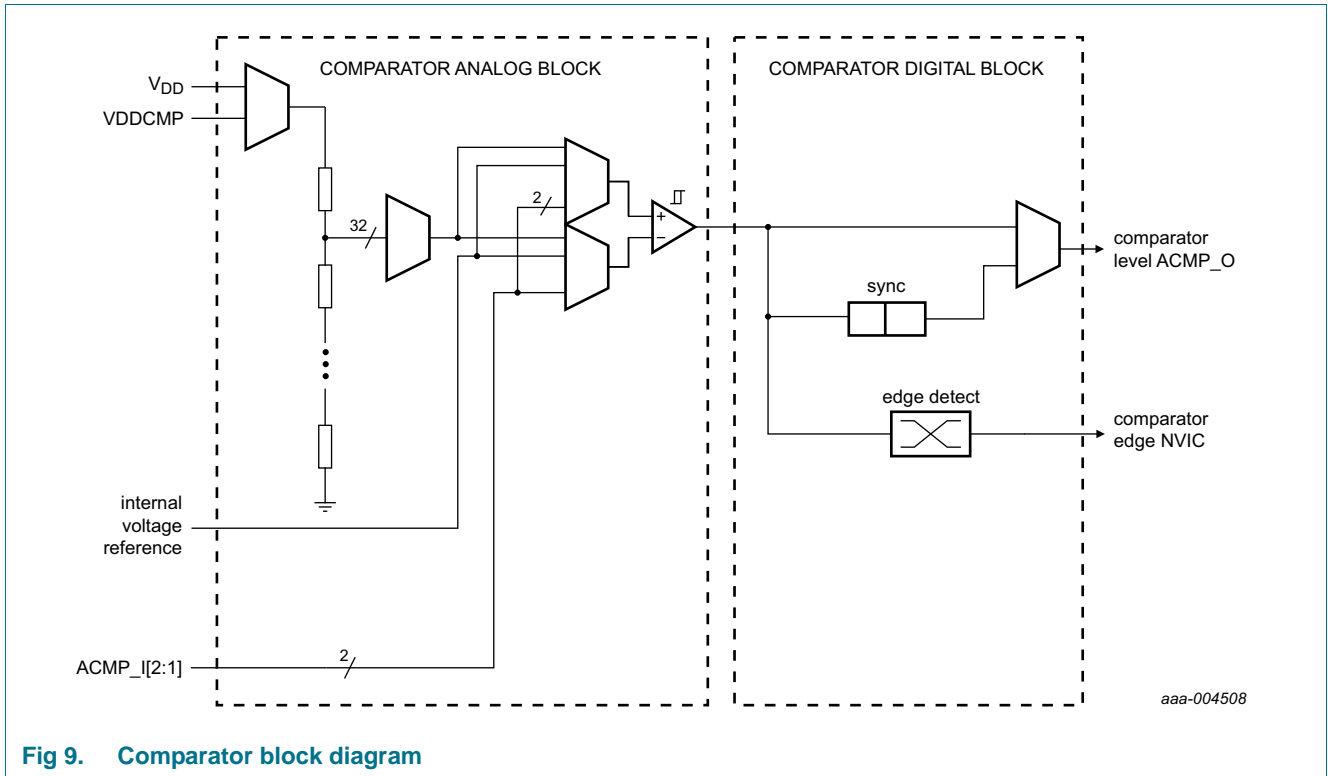 COMPARATOR ANALOG BLOCK
COMPARATOR DIGITAL BLOCK
VDD
VDDCMP
32
2
+
−
sync
edge detect
comparator
level ACMP_O
comparator
edge NVIC
internal
voltage
reference
ACMP_I[2:1]
2
aaa-004508
Fig 9. Comparator block diagram